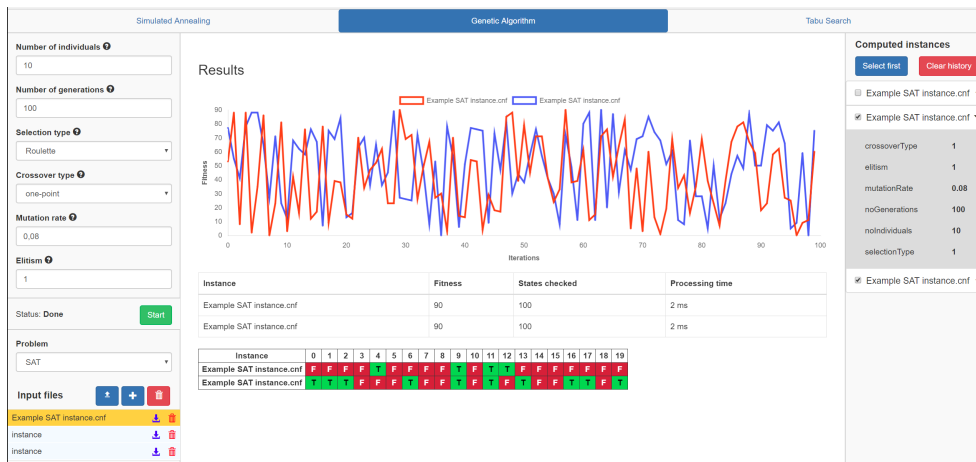 Simulated Annealing
Genetic Algorithm
Tabu Search
Number of individuals
10
Number of generations
100
Selection type
Roulette
Crossover type
one-point
Mutation rate
0,08
Elitism
1
Status: Done
Start
Problem
SAT
Input files
Example SAT instance.cnf
instance
instance
Results
Example SAT instance.cnf Example SAT instance.cnf
Fitness
90
80
70
60
50
40
30
20
10
0
0 10 20 30 40 50 60 70 80 90 100
Iterations
Instance Fitness States checked Processing time
Example SAT instance.cnf 90 100 2 ms
Example SAT instance.cnf 90 100 2 ms
Instance 0 1 2 3 4 5 6 7 8 9 10 11 12 13 14 15 16 17 18 19
Example SAT instance.cnf F F F F T F F F F T F T T F F F F F F F
Example SAT instance.cnf T T T F F F T F F T F T F T F F T T F T
Computed instances
Select first Clear history
Example SAT instance.cnf
Example SAT instance.cnf
crossoverType 1
elitism 1
mutationRate 0.08
noGenerations 100
noIndividuals 10
selectionType 1
Example SAT instance.cnf